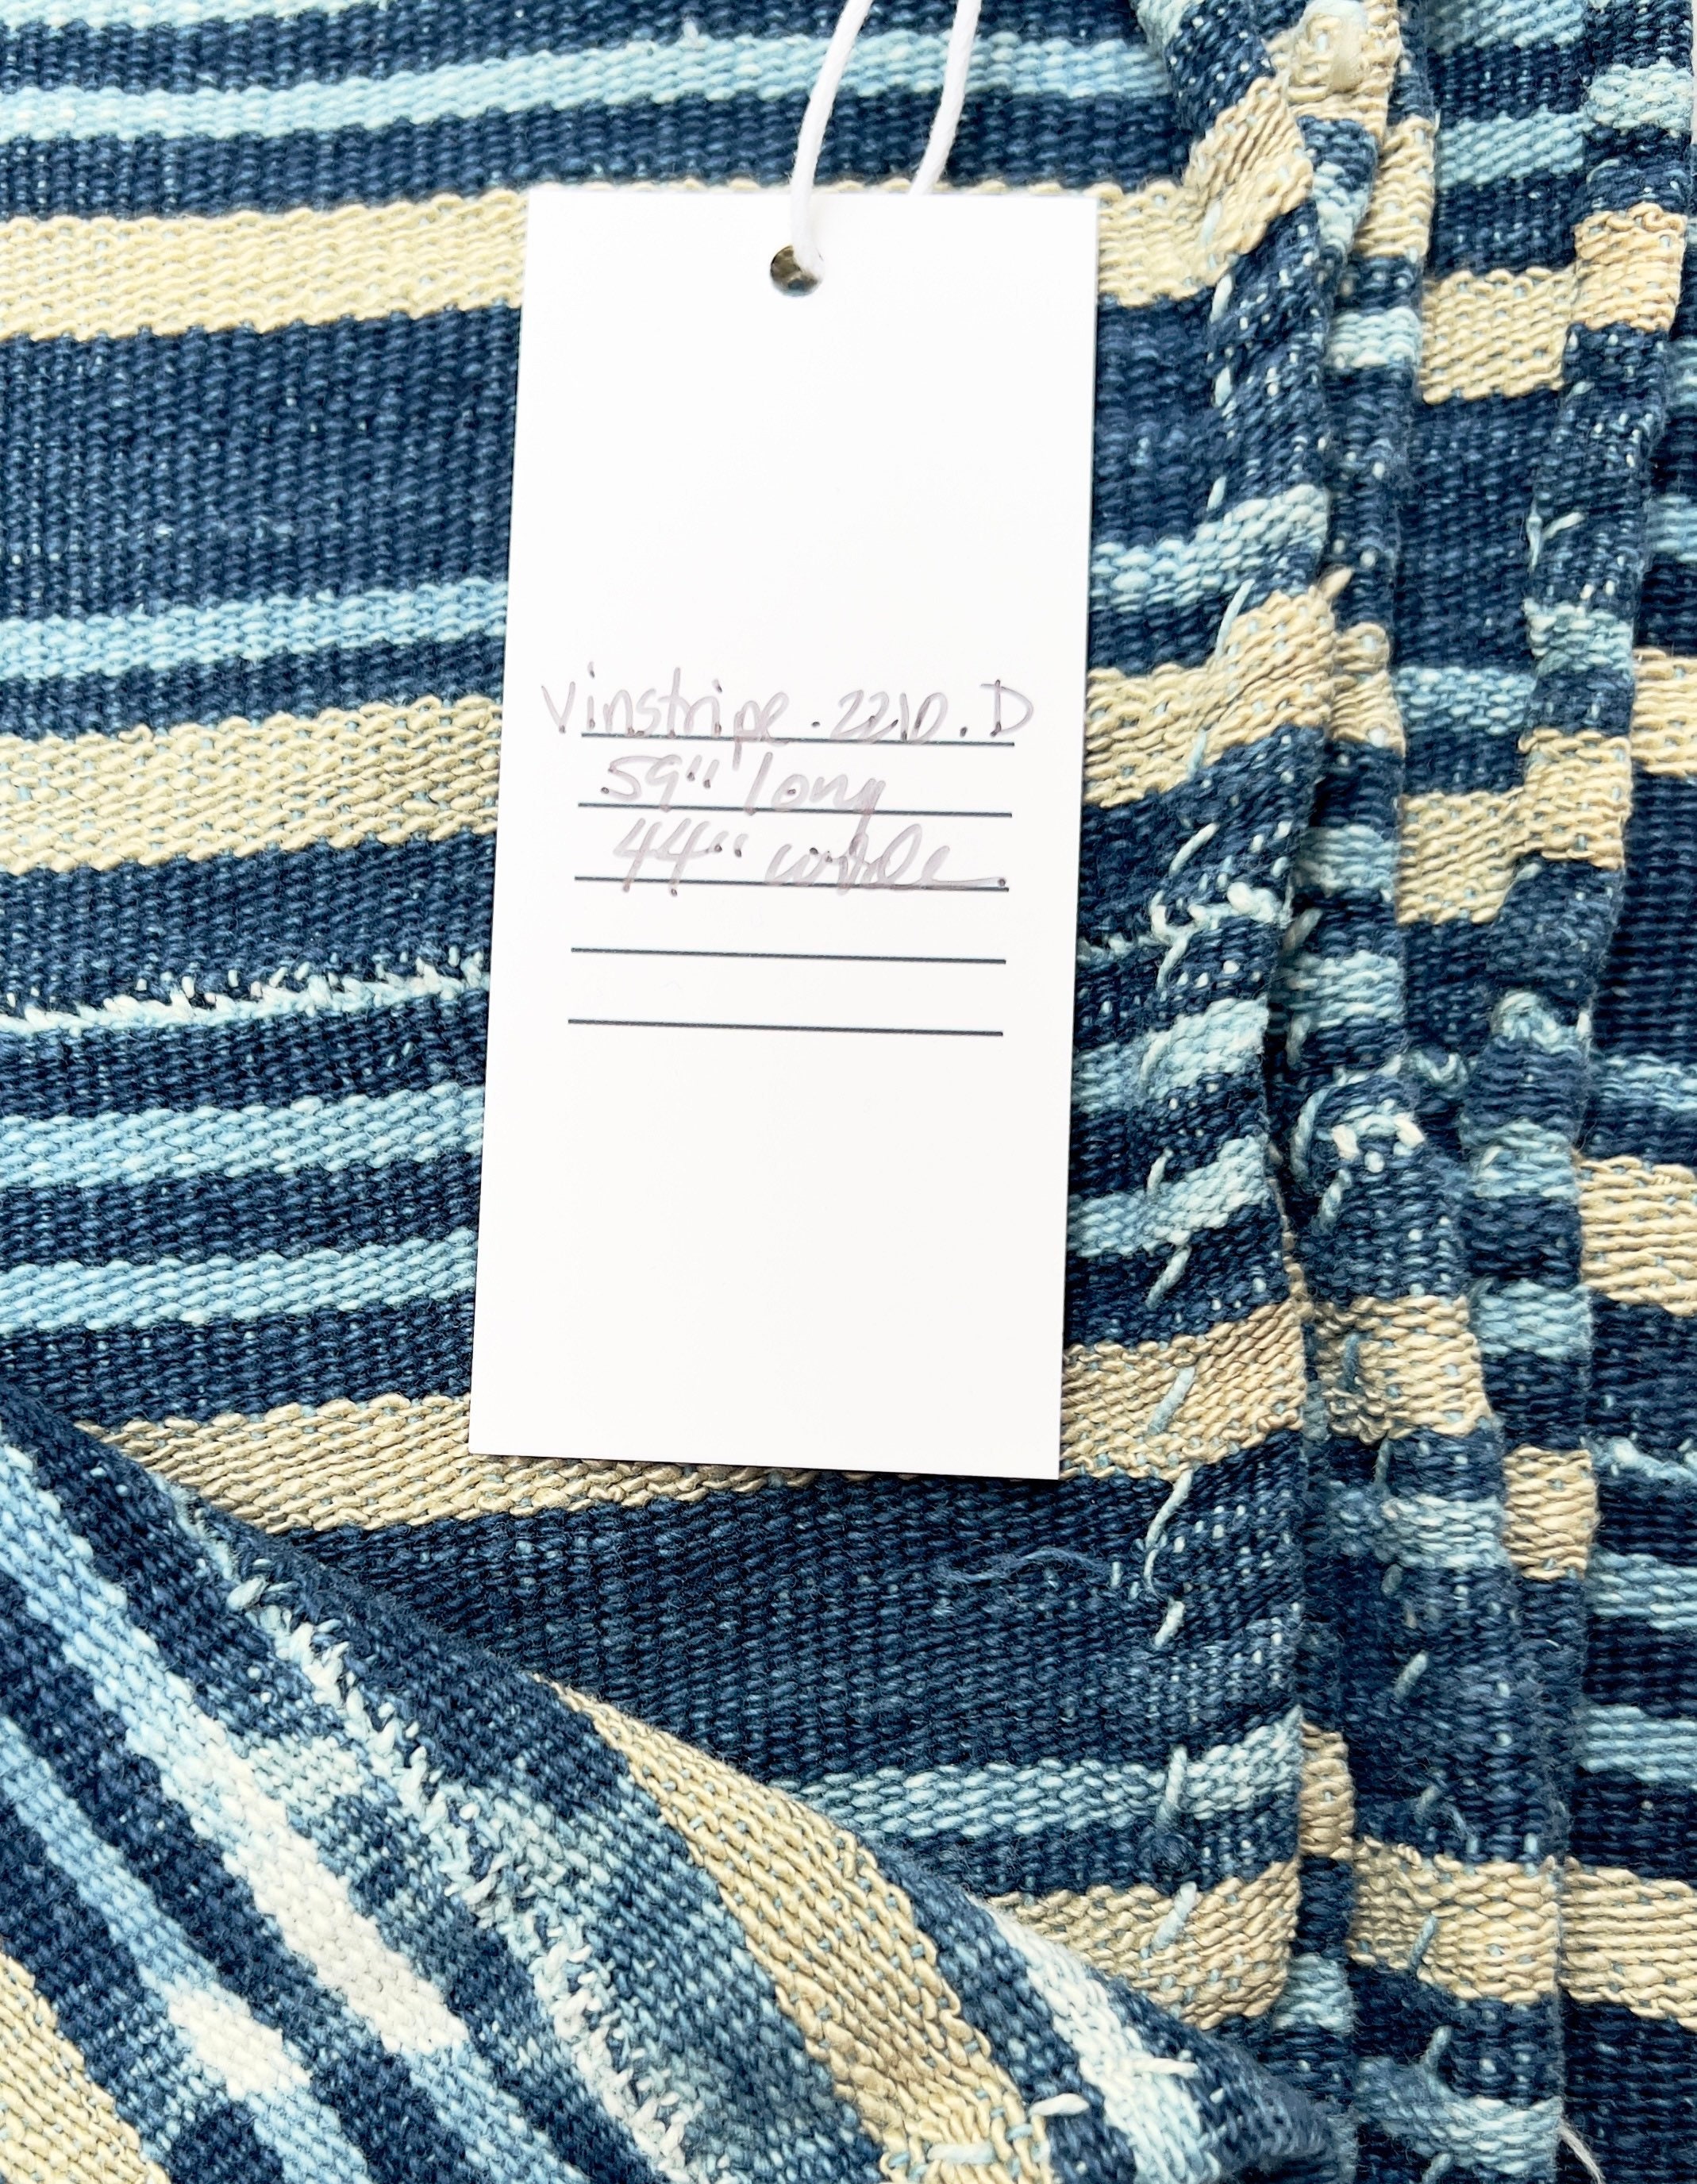 Vinstripe.2210.D
59" long
44" wide.